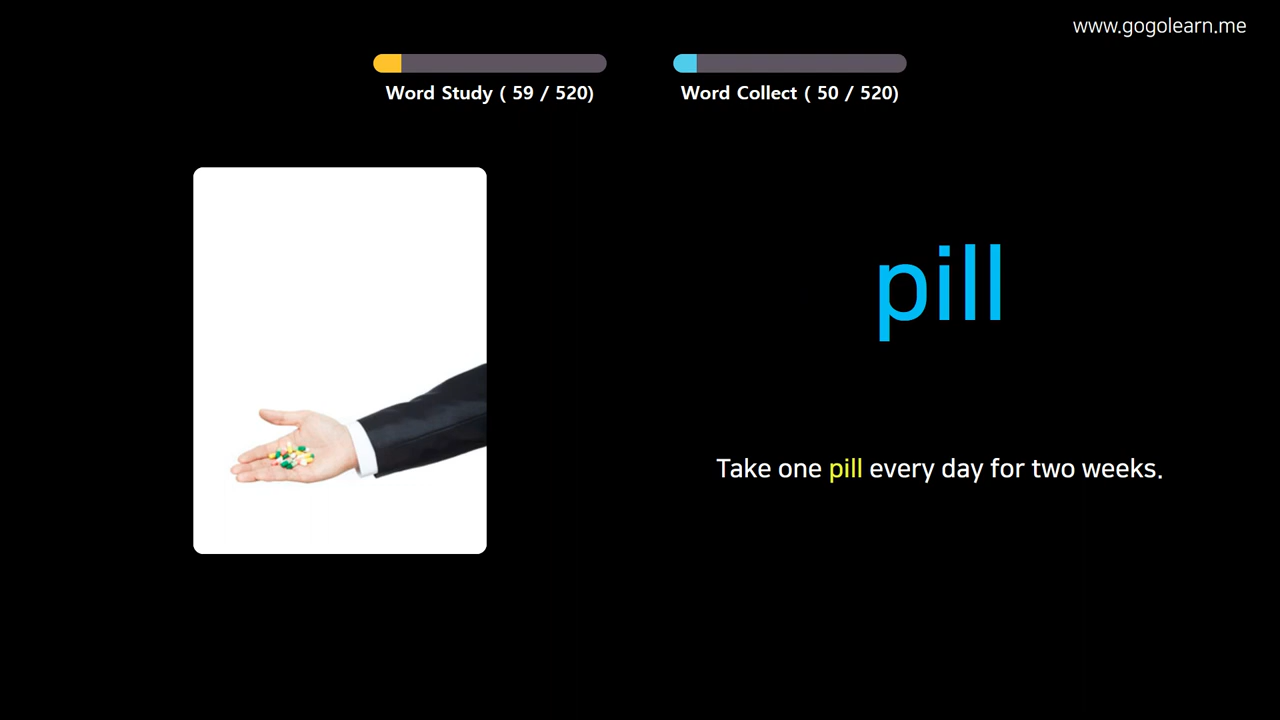 www.gogolearn.me
Word Study ( 59 / 520)
Word Collect ( 50 / 520)
pill
Take one pill every day for two weeks.